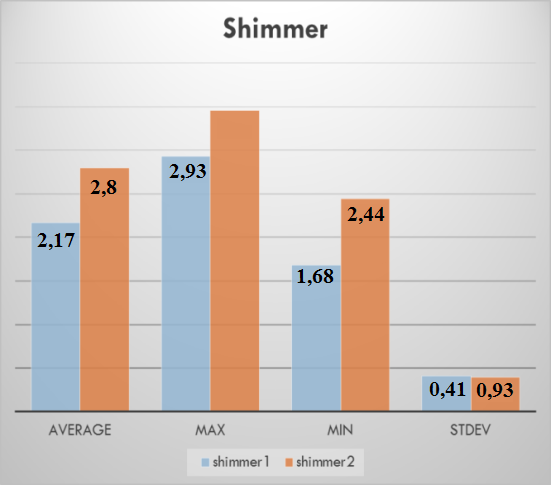 Shimmer
2,17
2,8
2,93
1,68
2,44
0,41
0,93
AVERAGE
MAX
MIN
STDEV
shimmer1
shimmer2